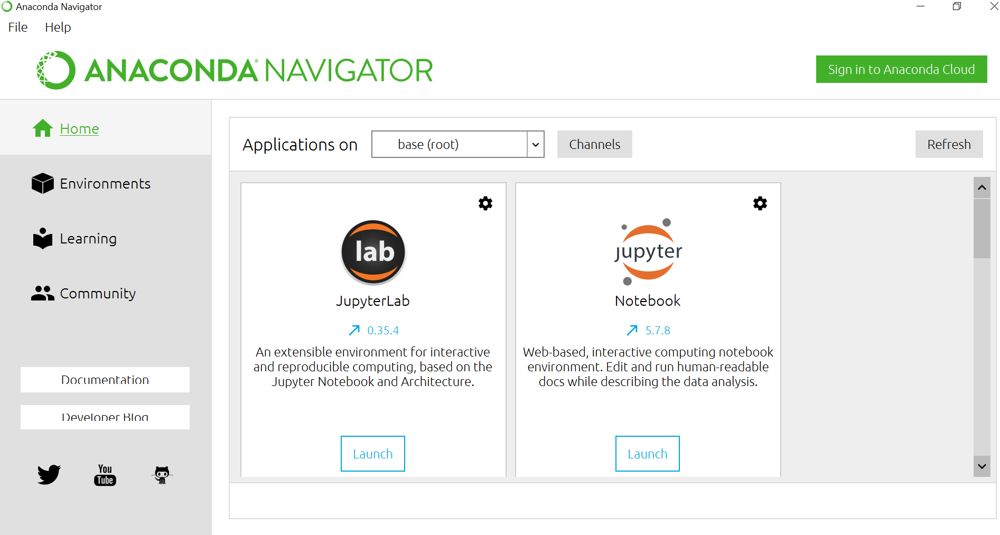 Anaconda Navigator
File Help
ANACONDA® NAVIGATOR
Sign in to Anaconda Cloud
Home
Environments
Learning
Community
Documentation
Developer Blog
You
Tube
Applications on base (root) Channels Refresh
lab
JupyterLab
0.35.4
An extensible environment for interactive
and reproducible computing, based on the
Jupyter Notebook and Architecture.
Launch
jupyter
Notebook
5.7.8
Web-based, interactive computing notebook
environment. Edit and run human-readable
docs while describing the data analysis.
Launch